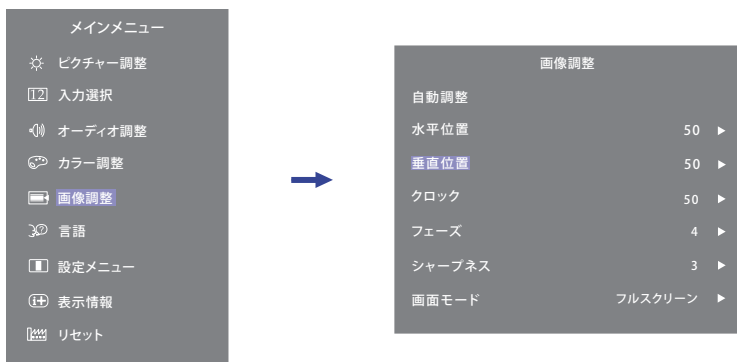 メインメニュー
ピクチャー調整
12 入力選択
オーディオ調整
カラー調整
画像調整
言語
設定メニュー
表示情報
リセット
画像調整
自動調整
水平位置 50
垂直位置 50
クロック 50
フェーズ 4
シャープネス 3
画面モード フルスクリーン